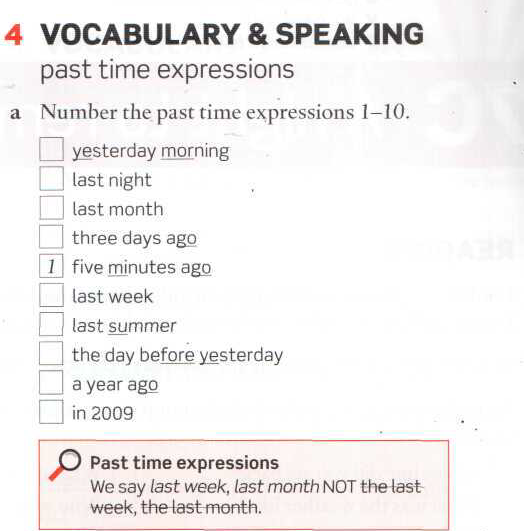 4 VOCABULARY & SPEAKING
past time expressions
a Number the past time expressions 1–10.
yesterday morning
last night
last month
three days ago
1 five minutes ago
last week
last summer
the day before yesterday
a year ago
in 2009
Past time expressions
We say last week, last month NOT the last
week, the last month.